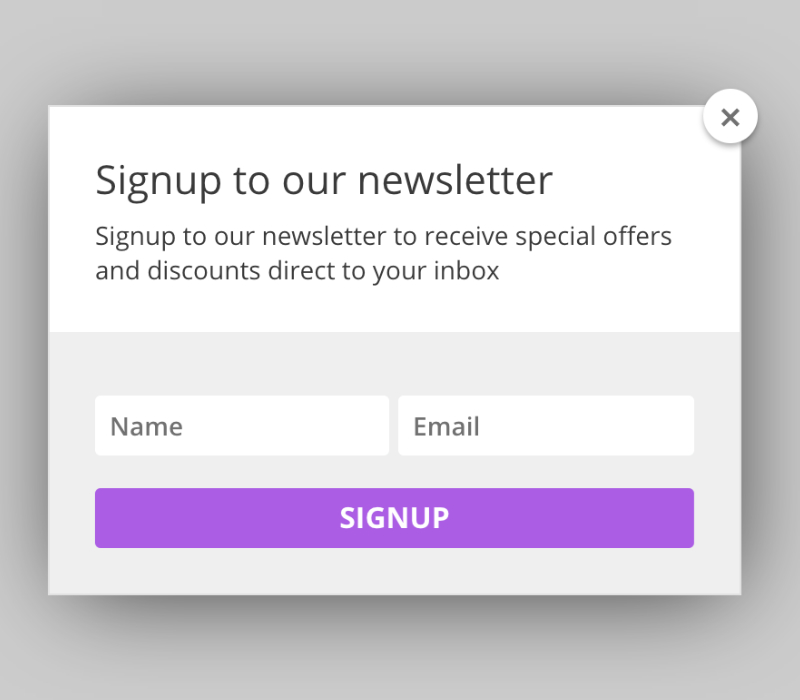 Signup to our newsletter
Signup to our newsletter to receive special offers
and discounts direct to your inbox
Name
Email
SIGNUP